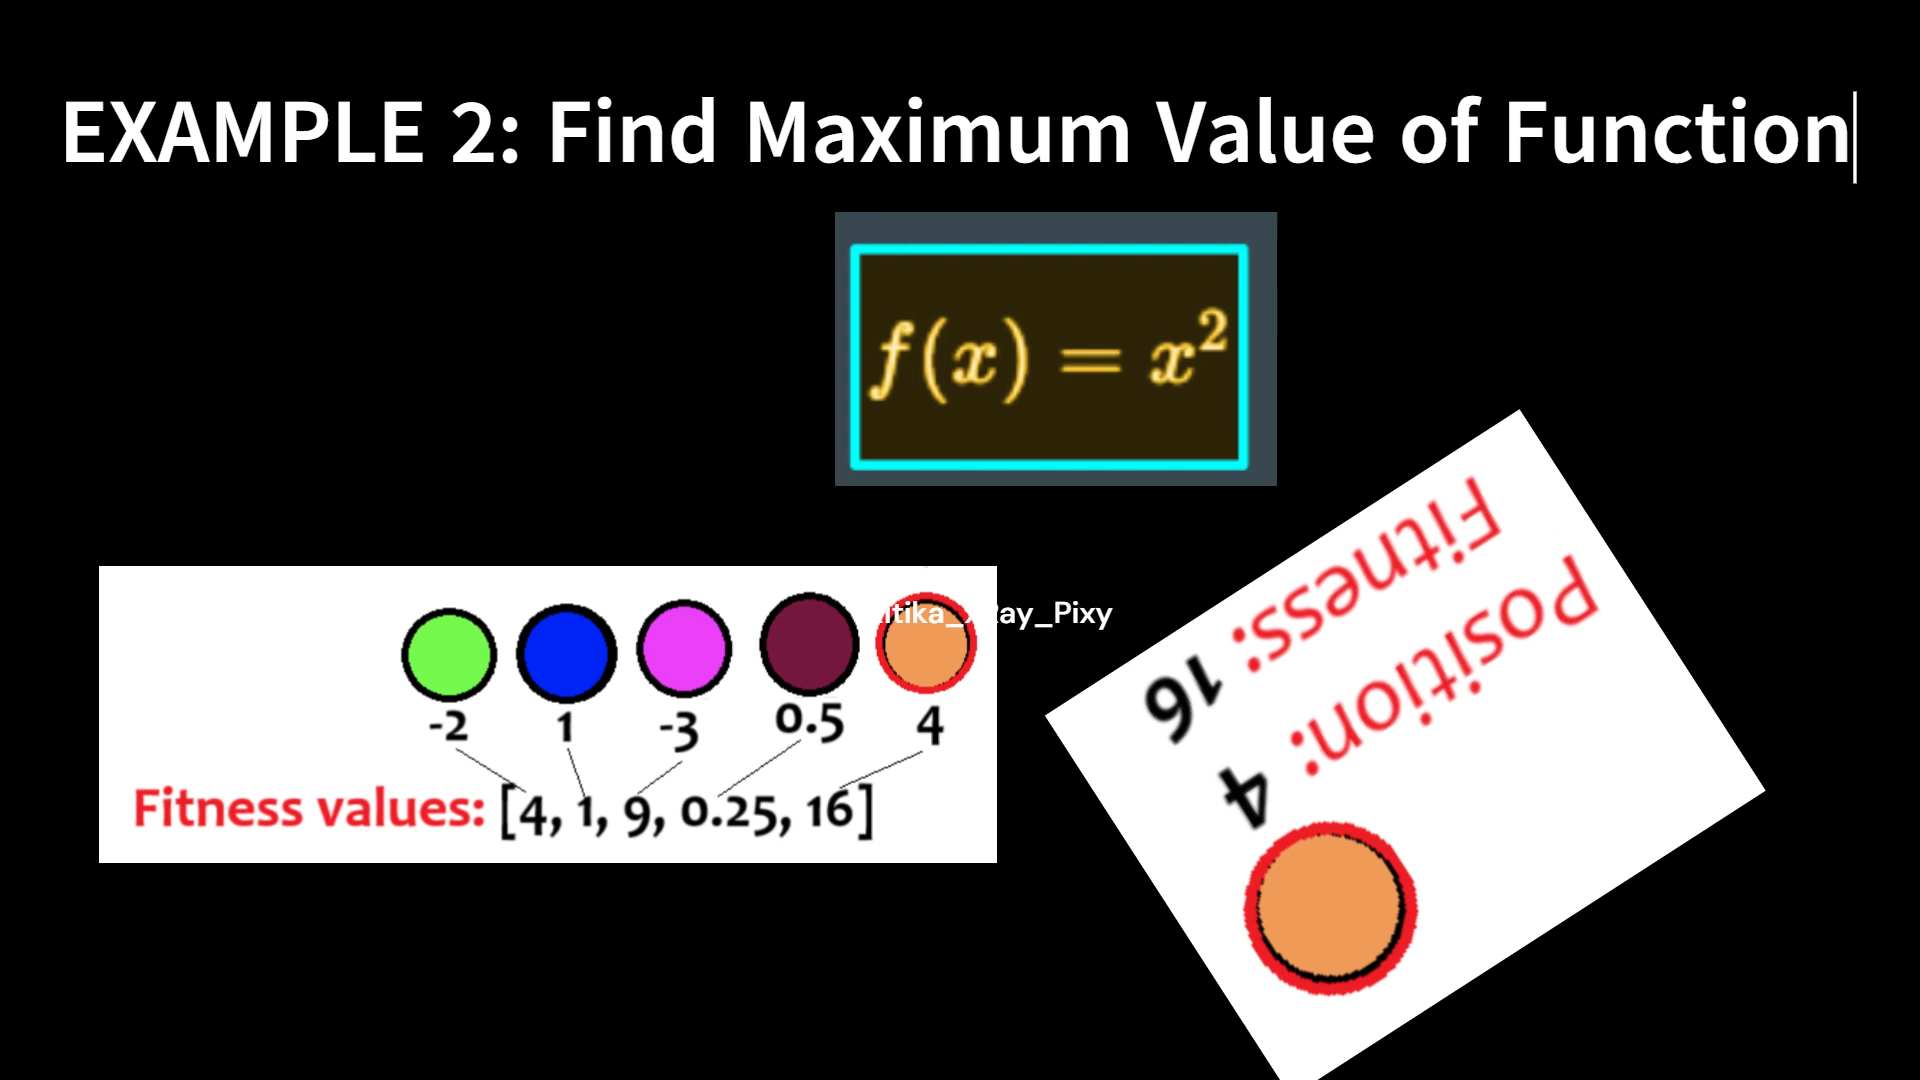 EXAMPLE 2: Find Maximum Value of Function
f(x) = x²
-2 1 -3 0.5 4
Fitness values: [4, 1, 9, 0.25, 16]
Fitness: 16
Position: 4